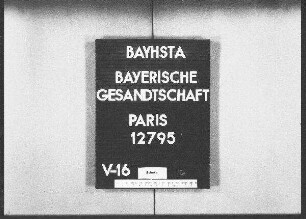 BAYHSTA
BAYERISCHE
GESANDTSCHAFT
PARIS
12795
V-16